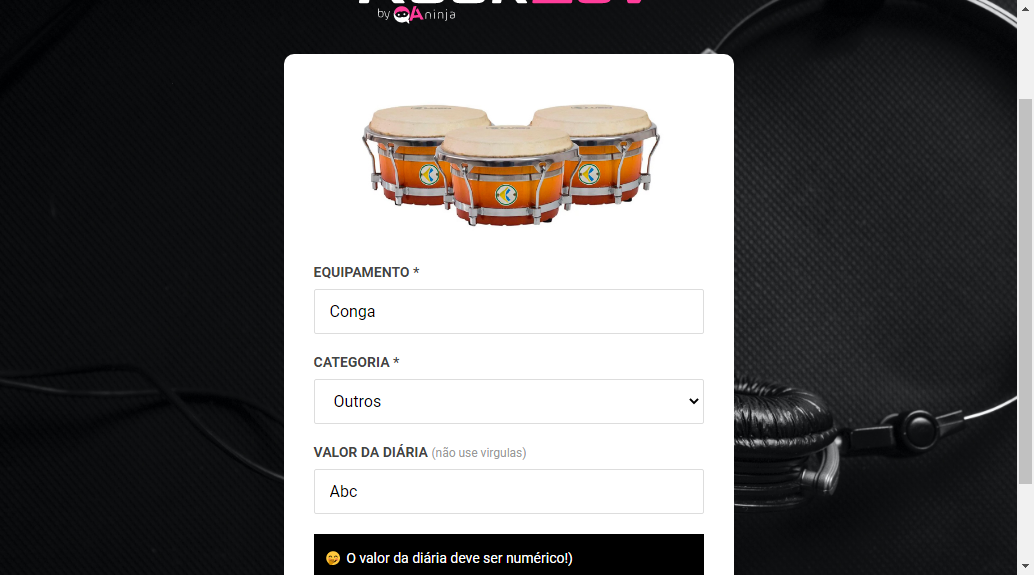 by QAninja
EQUIPAMENTO *
Conga
CATEGORIA *
Outros
VALOR DA DIÁRIA (não use virgulas)
Abc
O valor da diária deve ser numérico!)